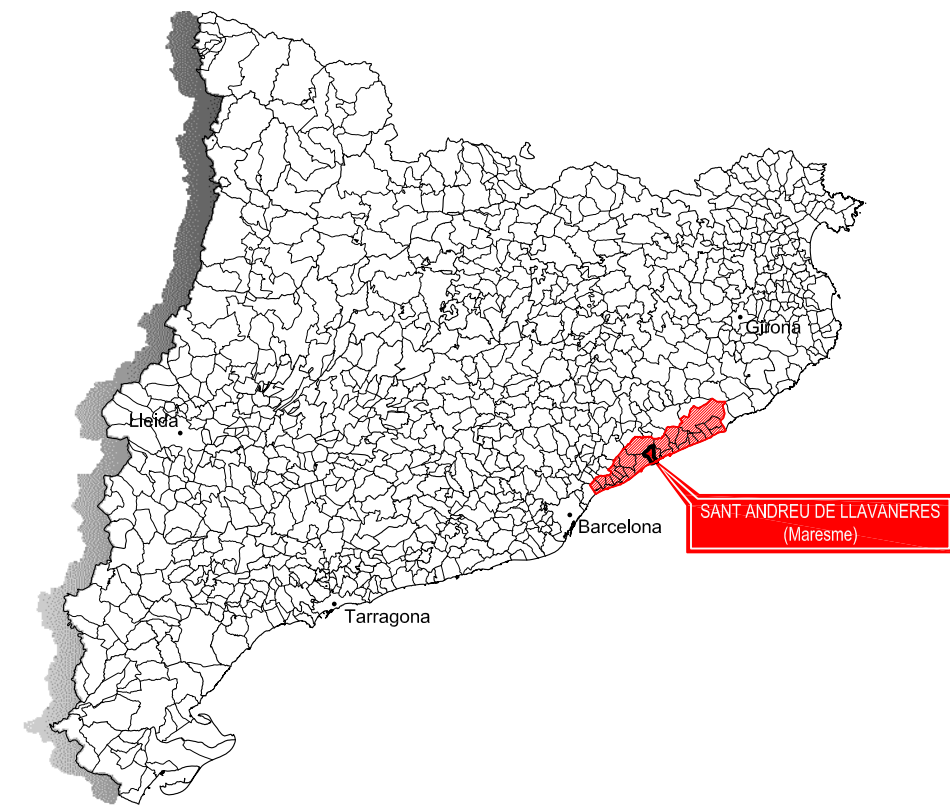 Girona
Lleida
SANT ANDREU DE LLAVANERES
(Maresme)
Barcelona
Tarragona